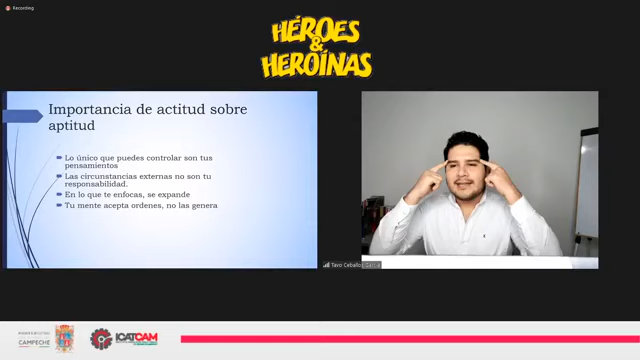 Recording
HÉROES
&
HEROÍNAS
Importancia de actitud sobre
aptitud
Lo único que puedes controlar son tus
pensamientos
Las circunstancias externas no son tu
responsabilidad.
En lo que te enfocas, se expande
Tu mente acepta ordenes, no las genera
Tavo Ceballos
CAMPECHE
ICATCAM